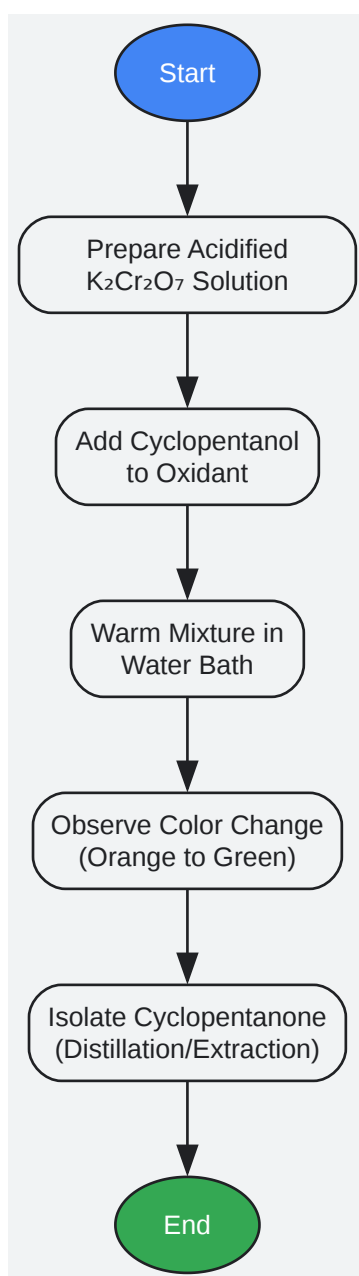 Start
Prepare Acidified
K₂Cr₂O₇ Solution
Add Cyclopentanol
to Oxidant
Warm Mixture in
Water Bath
Observe Color Change
(Orange to Green)
Isolate Cyclopentanone
(Distillation/Extraction)
End